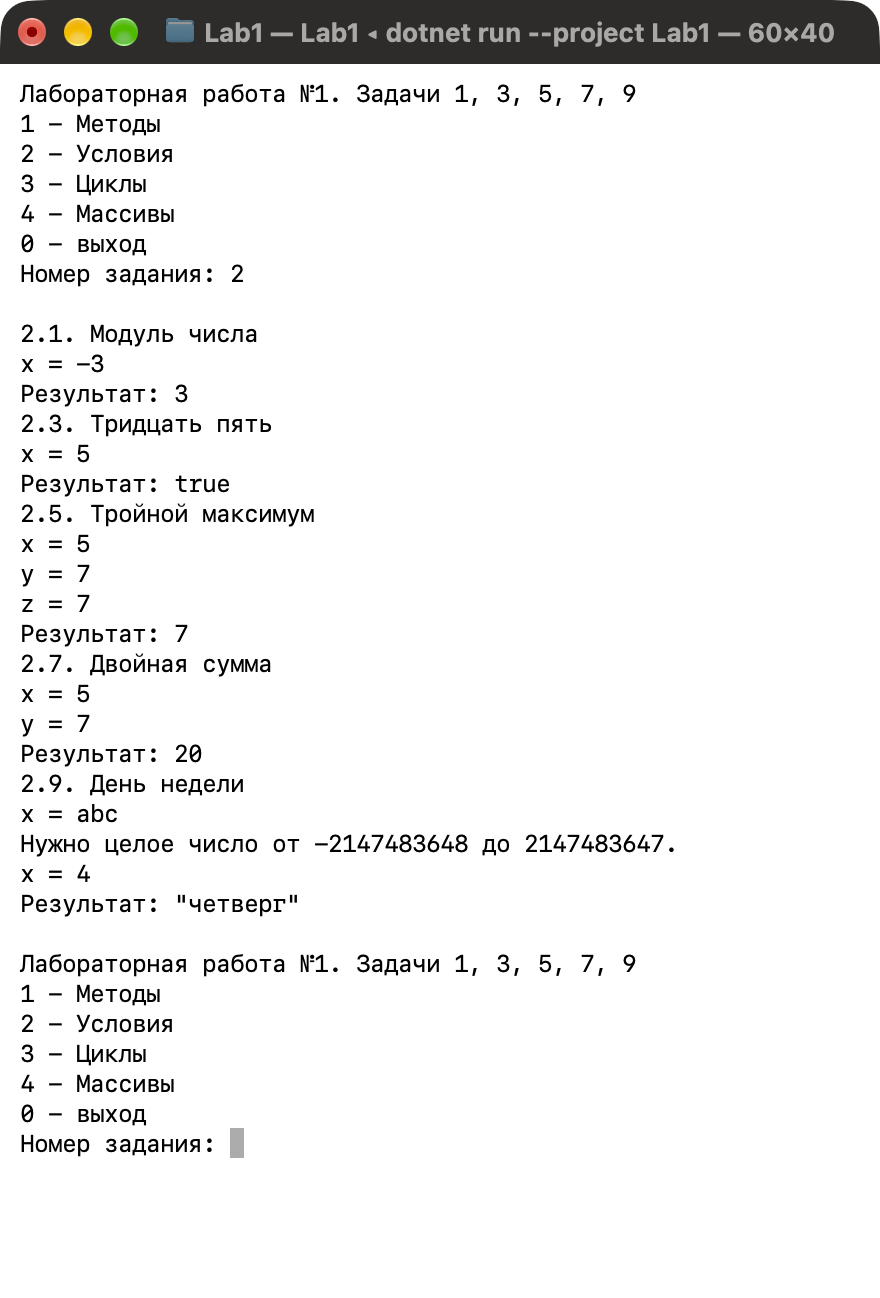 Lab1 — Lab1 ◂ dotnet run --project Lab1 — 60×40
Лабораторная работа №1. Задачи 1, 3, 5, 7, 9
1 – Методы
2 – Условия
3 – Циклы
4 – Массивы
0 – выход
Номер задания: 2
2.1. Модуль числа
x = -3
Результат: 3
2.3. Тридцать пять
x = 5
Результат: true
2.5. Тройной максимум
x = 5
y = 7
z = 7
Результат: 7
2.7. Двойная сумма
x = 5
y = 7
Результат: 20
2.9. День недели
x = abc
Нужно целое число от -2147483648 до 2147483647.
x = 4
Результат: "четверг"
Лабораторная работа №1. Задачи 1, 3, 5, 7, 9
1 – Методы
2 – Условия
3 – Циклы
4 – Массивы
0 – выход
Номер задания: